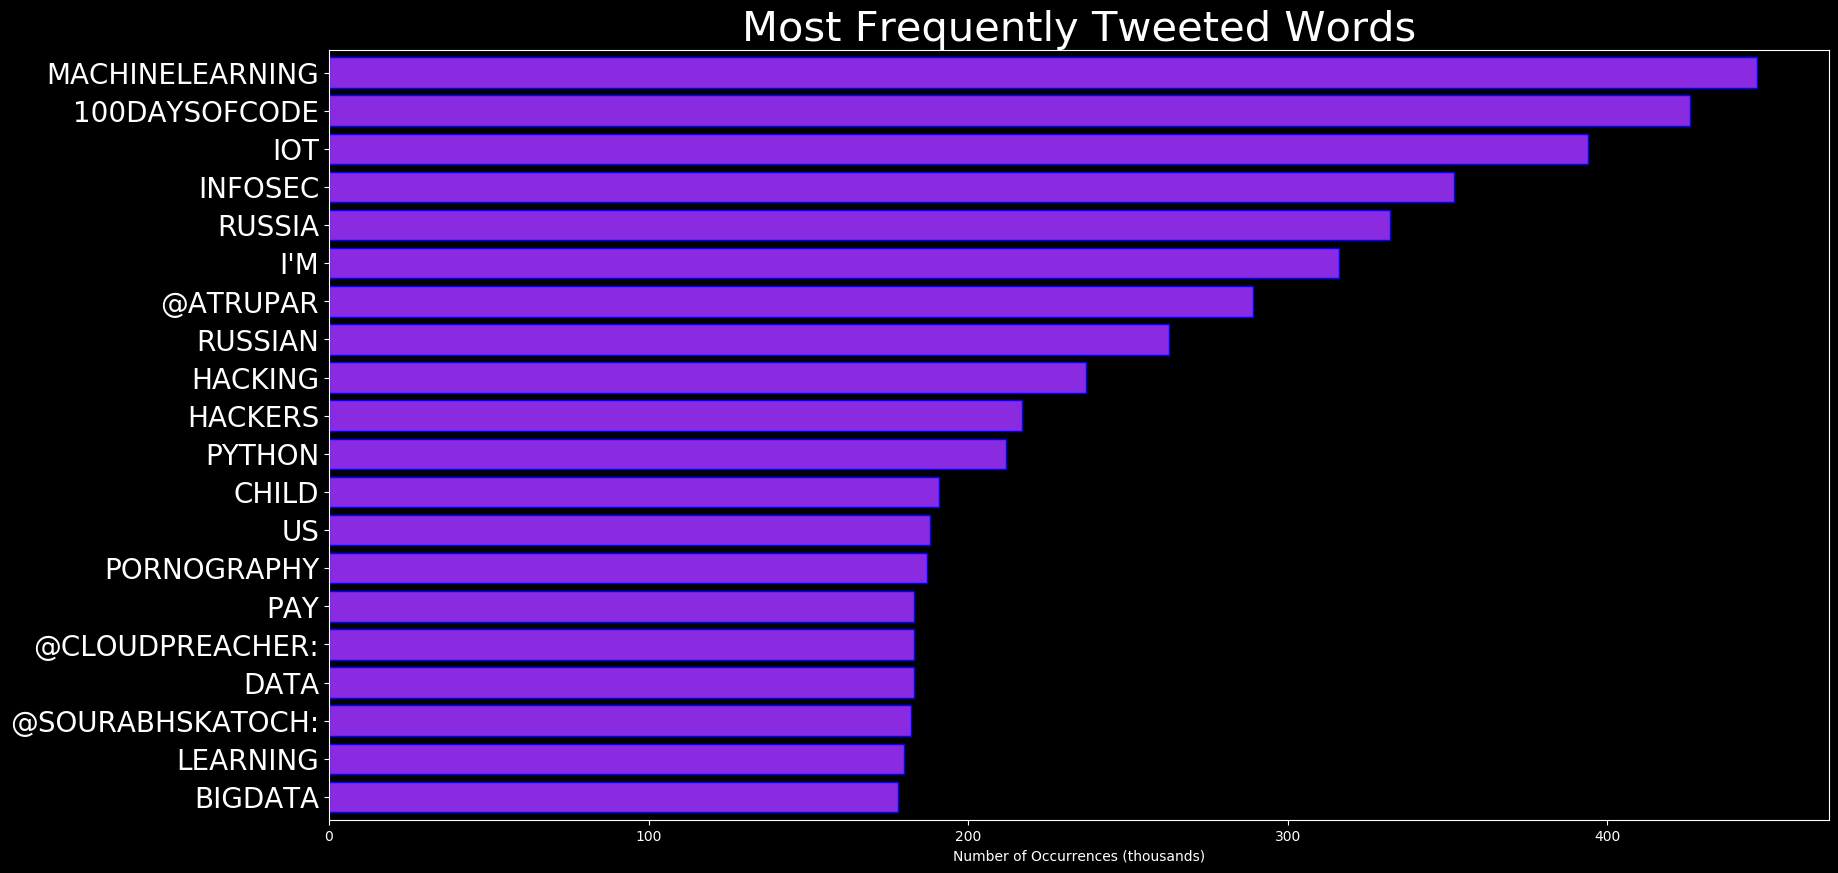 Most Frequently Tweeted Words
MACHINELEARNING
100DAYSOFCODE
IOT
INFOSEC
RUSSIA
I'M
@ATRUPAR
RUSSIAN
HACKING
HACKERS
PYTHON
CHILD
US
PORNOGRAPHY
PAY
@CLOUDPREACHER:
DATA
@SOURABHSKATOCH:
LEARNING
BIGDATA
0 100 200 300 400
Number of Occurrences (thousands)